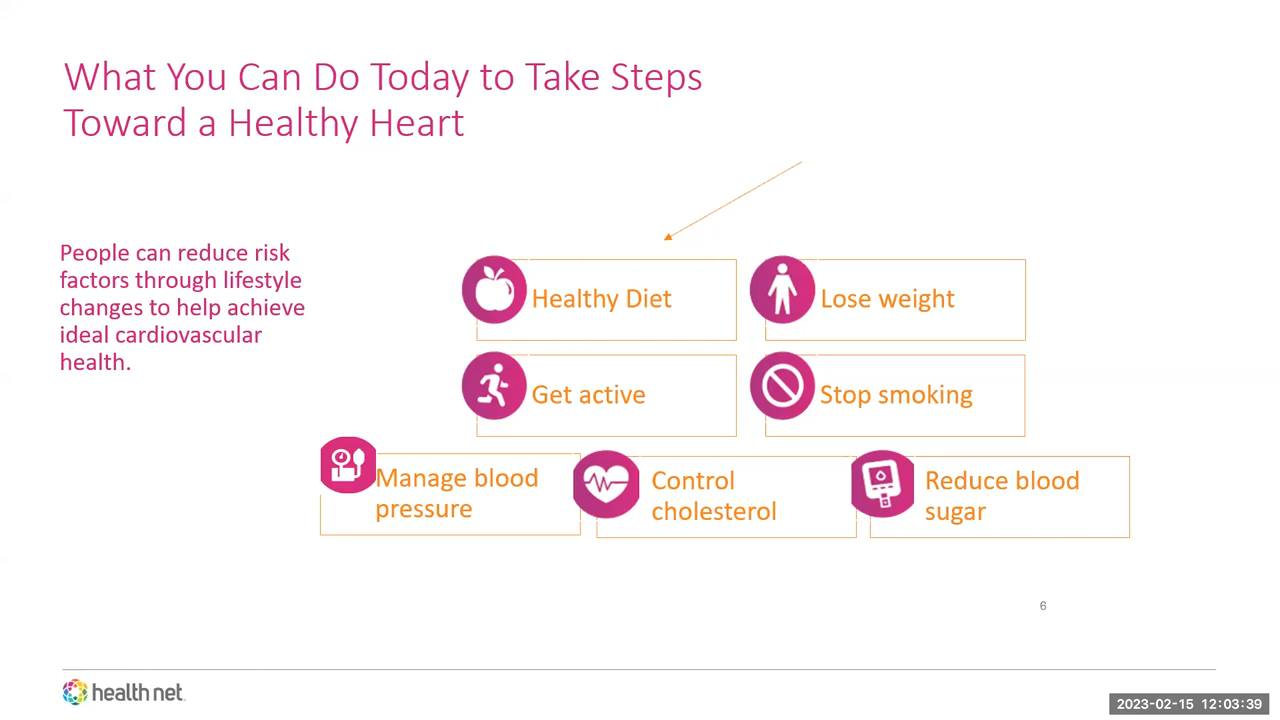 What You Can Do Today to Take Steps
Toward a Healthy Heart
People can reduce risk
factors through lifestyle
changes to help achieve
ideal cardiovascular
health.
Healthy Diet
Lose weight
Get active
Stop smoking
Manage blood
pressure
Control
cholesterol
Reduce blood
sugar
6
health net
2023-02-15 12:03:39